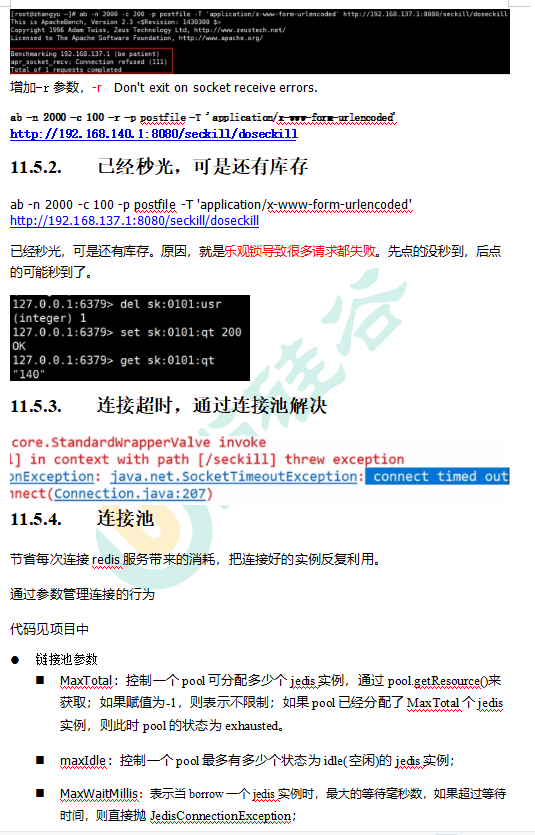 [root@zhangyu ~]# ab -n 2000 -c 200 -p postfile -T 'application/x-www-form-urlencoded' http://192.168.137.1:8080/seckill/doseckill
This is ApacheBench, Version 2.3 <$Revision: 1430300 $>
Copyright 1996 Adam Twiss, Zeus Technology Ltd, http://www.zeustech.net/
Licensed to The Apache Software Foundation, http://www.apache.org/
Benchmarking 192.168.137.1 (be patient)
apr_socket_recv: Connection refused (111)
Total of 1 requests completed
增加-r 参数，-r Don't exit on socket receive errors.
ab -n 2000 -c 100 -r -p postfile -T 'application/x-www-form-urlencoded'
http://192.168.140.1:8080/seckill/doseckill
11.5.2. 已经秒光，可是还有库存
ab -n 2000 -c 100 -p postfile -T 'application/x-www-form-urlencoded'
http://192.168.137.1:8080/seckill/doseckill
已经秒光，可是还有库存。原因，就是乐观锁导致很多请求都失败。先点的没秒到，后点
的可能秒到了。
127.0.0.1:6379> del sk:0101:usr
(integer) 1
127.0.0.1:6379> set sk:0101:qt 200
OK
127.0.0.1:6379> get sk:0101:qt
"140"
11.5.3. 连接超时，通过连接池解决
core.StandardWrapperValve invoke
l] in context with path [/seckill] threw exception
onException: java.net.SocketTimeoutException: connect timed out
nnect(Connection.java:207)
11.5.4. 连接池
节省每次连接 redis 服务带来的消耗，把连接好的实例反复利用。
通过参数管理连接的行为
代码见项目中
● 链接池参数
■ MaxTotal：控制一个 pool 可分配多少个 jedis 实例，通过 pool.getResource()来
获取；如果赋值为-1，则表示不限制；如果 pool 已经分配了 MaxTotal 个 jedis
实例，则此时 pool 的状态为 exhausted。
■ maxIdle：控制一个 pool 最多有多少个状态为 idle(空闲)的 jedis 实例；
■ MaxWaitMillis：表示当 borrow 一个 jedis 实例时，最大的等待毫秒数，如果超过等待
时间，则直接抛 JedisConnectionException；